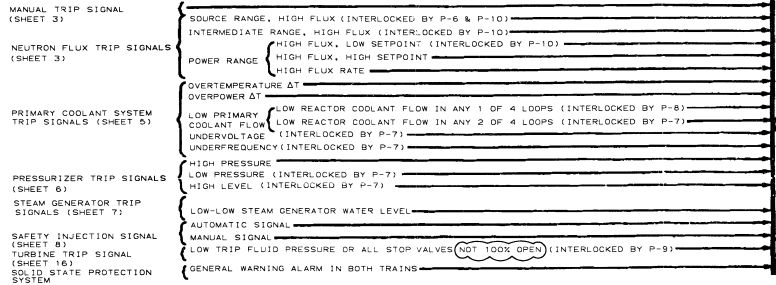 MANUAL TRIP SIGNAL
(SHEET 3)
SOURCE RANGE, HIGH FLUX (INTERLOCKED BY P-6 & P-10)
INTERMEDIATE RANGE, HIGH FLUX (INTERLOCKED BY P-10)
NEUTRON FLUX TRIP SIGNALS
(SHEET 3)
POWER RANGE
HIGH FLUX, LOW SETPOINT (INTERLOCKED BY P-10)
HIGH FLUX, HIGH SETPOINT
HIGH FLUX RATE
OVERTEMPERATURE ΔT
OVERPOWER ΔT
PRIMARY COOLANT SYSTEM
TRIP SIGNALS (SHEET 5)
LOW PRIMARY
COOLANT FLOW
LOW REACTOR COOLANT FLOW IN ANY 1 OF 4 LOOPS (INTERLOCKED BY P-8)
LOW REACTOR COOLANT FLOW IN ANY 2 OF 4 LOOPS (INTERLOCKED BY P-7)
UNDERVOLTAGE (INTERLOCKED BY P-7)
UNDERFREQUENCY (INTERLOCKED BY P-7)
PRESSURIZER TRIP SIGNALS
(SHEET 6)
HIGH PRESSURE
LOW PRESSURE (INTERLOCKED BY P-7)
HIGH LEVEL (INTERLOCKED BY P-7)
STEAM GENERATOR TRIP
SIGNALS (SHEET 7)
LOW-LOW STEAM GENERATOR WATER LEVEL
SAFETY INJECTION SIGNAL
(SHEET 8)
AUTOMATIC SIGNAL
MANUAL SIGNAL
TURBINE TRIP SIGNAL
(SHEET 16)
LOW TRIP FLUID PRESSURE OR ALL STOP VALVES NOT 100% OPEN (INTERLOCKED BY P-9)
SOLID STATE PROTECTION
SYSTEM
GENERAL WARNING ALARM IN BOTH TRAINS